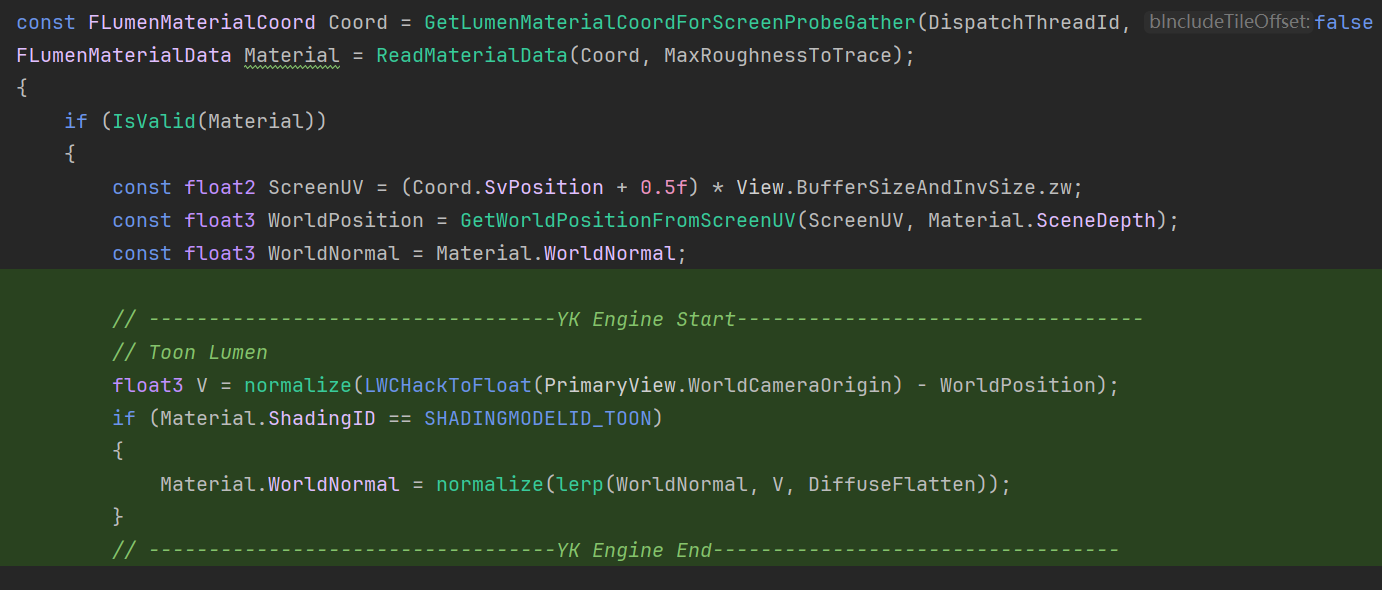 const FLumenMaterialCoord Coord = GetLumenMaterialCoordForScreenProbeGather(DispatchThreadId, bIncludeTileOffset: false
FLumenMaterialData Material = ReadMaterialData(Coord, MaxRoughnessToTrace);
{
    if (IsValid(Material))
    {
        const float2 ScreenUV = (Coord.SvPosition + 0.5f) * View.BufferSizeAndInvSize.zw;
        const float3 WorldPosition = GetWorldPositionFromScreenUV(ScreenUV, Material.SceneDepth);
        const float3 WorldNormal = Material.WorldNormal;
        // ----------------------------------YK Engine Start----------------------------------
        // Toon Lumen
        float3 V = normalize(LWCHackToFloat(PrimaryView.WorldCameraOrigin) - WorldPosition);
        if (Material.ShadingID == SHADINGMODELID_TOON)
        {
            Material.WorldNormal = normalize(lerp(WorldNormal, V, DiffuseFlatten));
        }
        // ----------------------------------YK Engine End----------------------------------